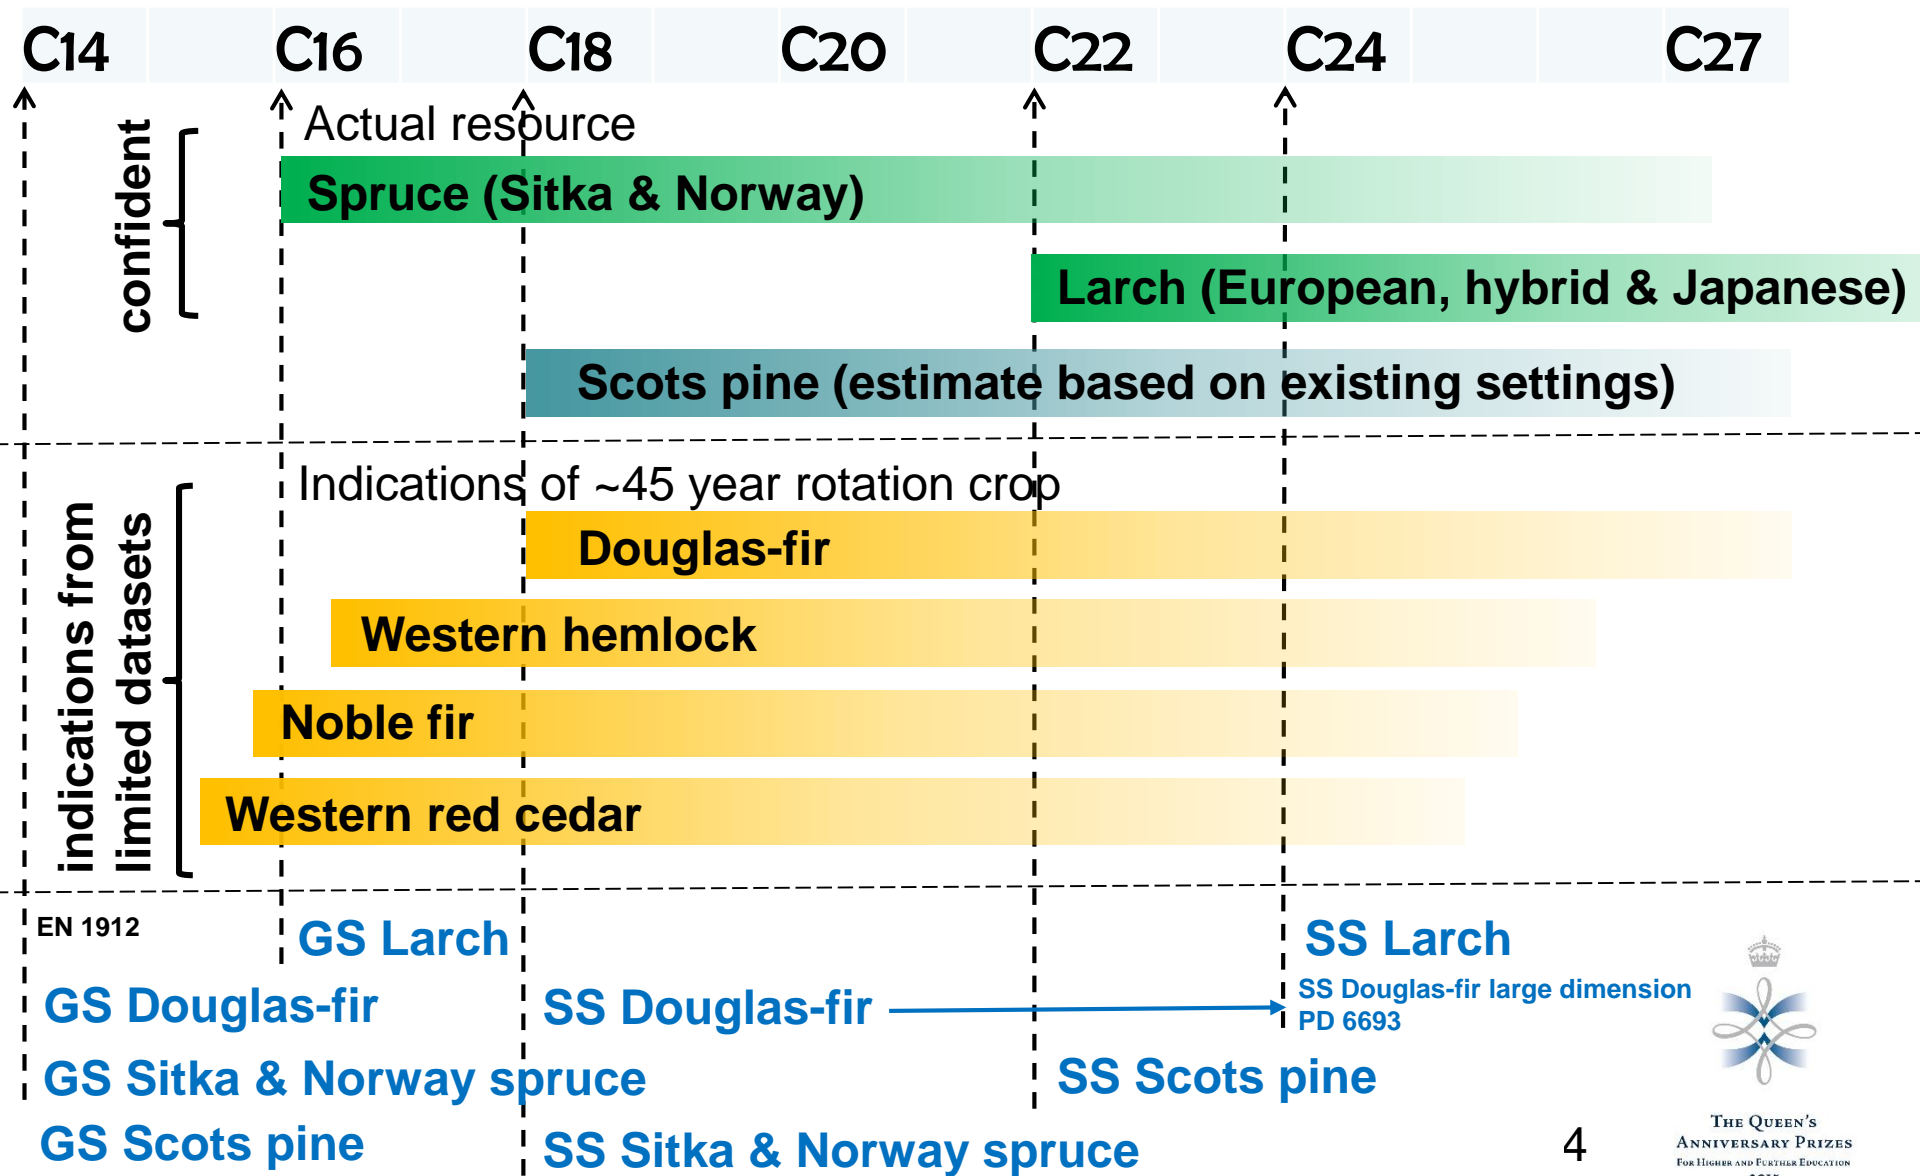 C14 C16 C18 C20 C22 C24 C27
confident
Actual resource
Spruce (Sitka & Norway)
Larch (European, hybrid & Japanese)
Scots pine (estimate based on existing settings)
indications from
limited datasets
Indications of ~45 year rotation crop
Douglas-fir
Western hemlock
Noble fir
Western red cedar
EN 1912
GS Larch
SS Larch
GS Douglas-fir
SS Douglas-fir
SS Douglas-fir large dimension
PD 6693
GS Sitka & Norway spruce
SS Scots pine
GS Scots pine
SS Sitka & Norway spruce
4
THE QUEEN'S
ANNIVERSARY PRIZES
FOR HIGHER AND FURTHER EDUCATION